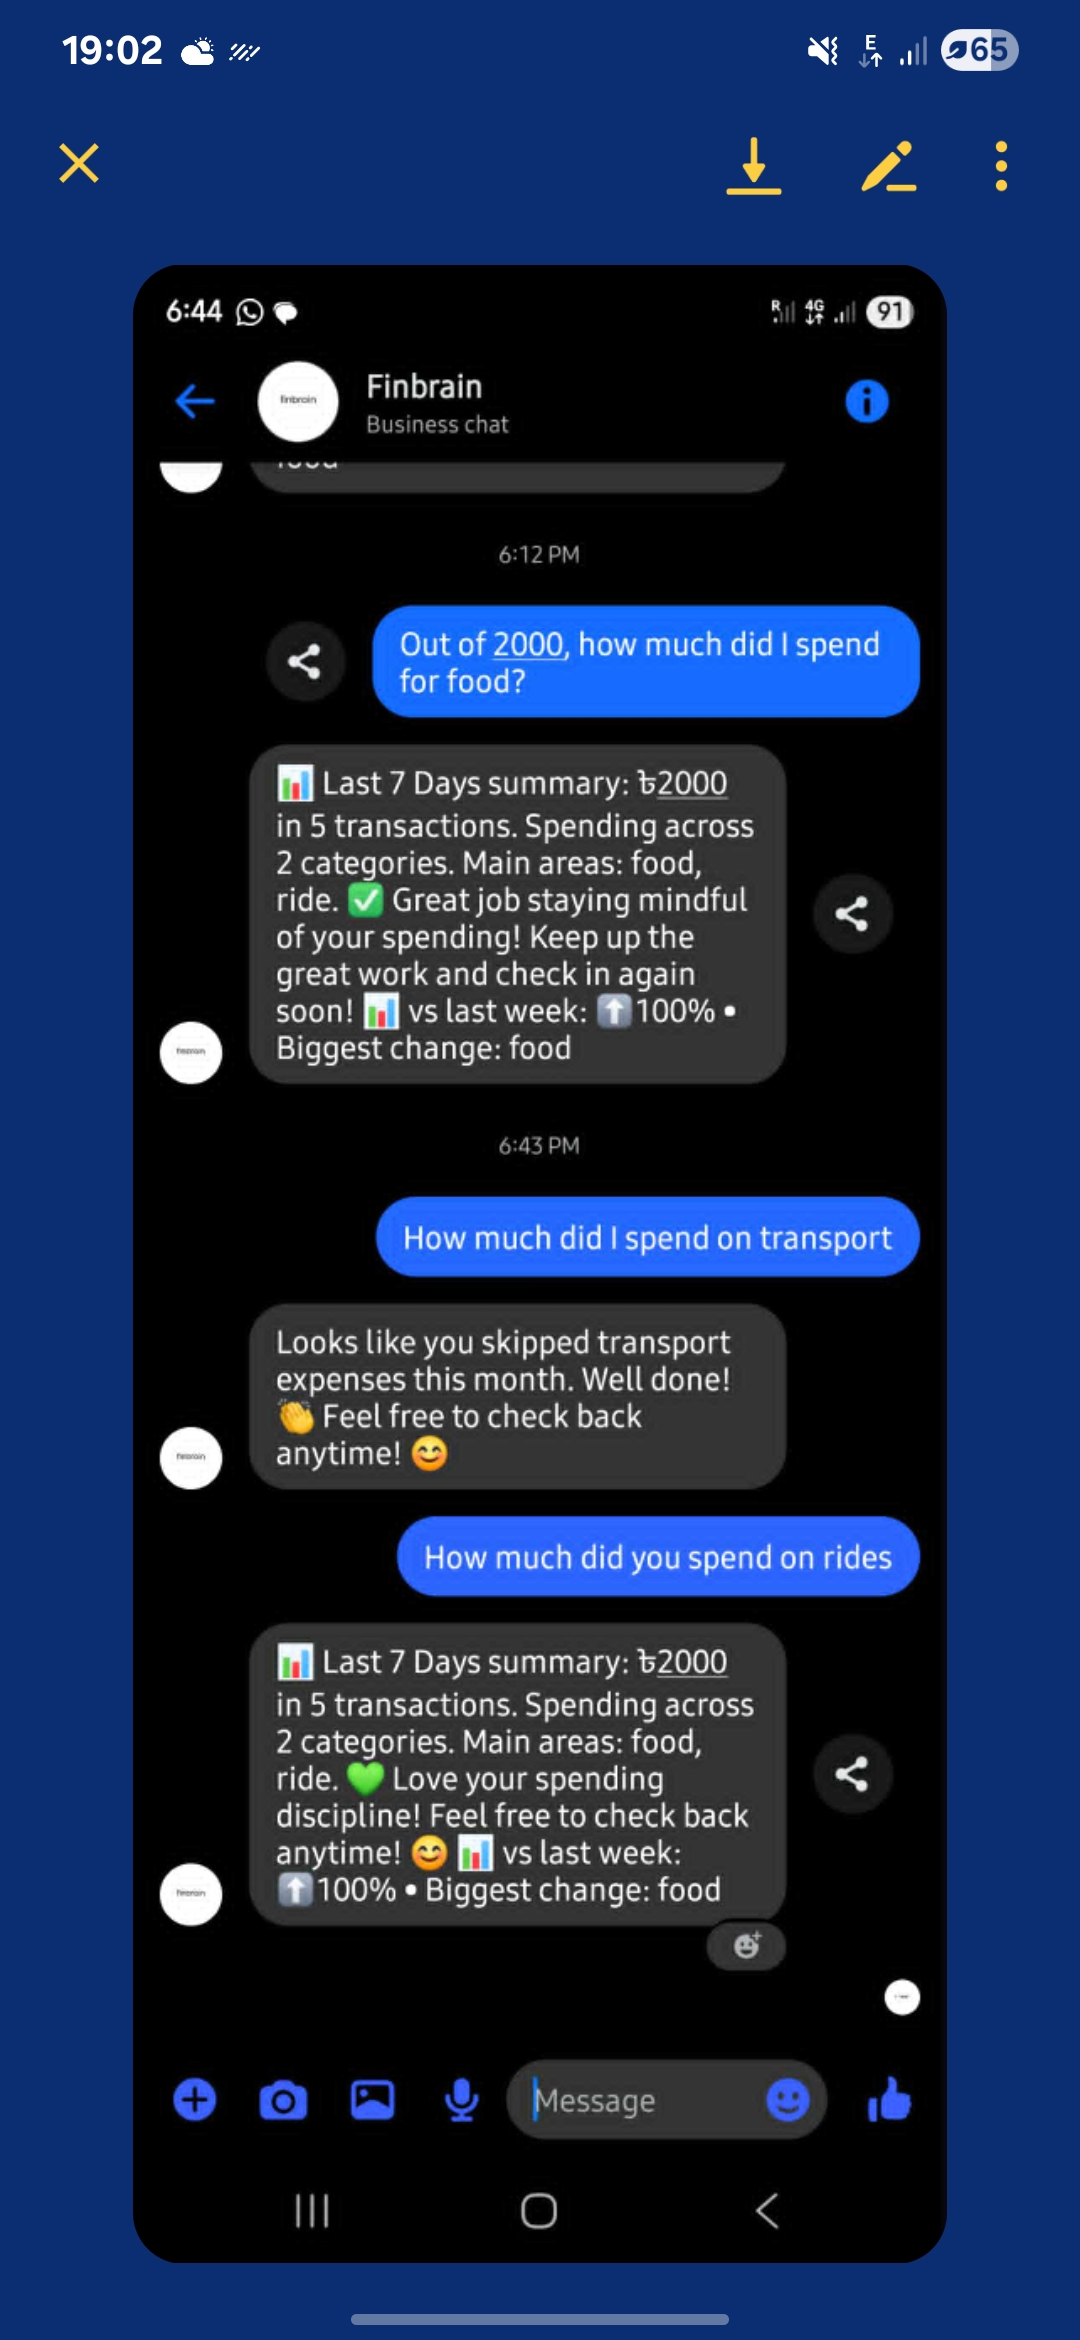 19:02
E
65
6:44
R
4G
91
finbrain
Finbrain
Business chat
food
6:12 PM
Out of 2000, how much did I spend
for food?
📊 Last 7 Days summary: ৳2000
in 5 transactions. Spending across
2 categories. Main areas: food,
ride. ✅ Great job staying mindful
of your spending! Keep up the
great work and check in again
soon! 📊 vs last week: ⬆️100% •
Biggest change: food
finbrain
6:43 PM
How much did I spend on transport
Looks like you skipped transport
expenses this month. Well done!
👏 Feel free to check back
anytime! 😊
finbrain
How much did you spend on rides
📊 Last 7 Days summary: ৳2000
in 5 transactions. Spending across
2 categories. Main areas: food,
ride. 💚 Love your spending
discipline! Feel free to check back
anytime! 😊 📊 vs last week:
⬆️100% • Biggest change: food
finbrain
Message